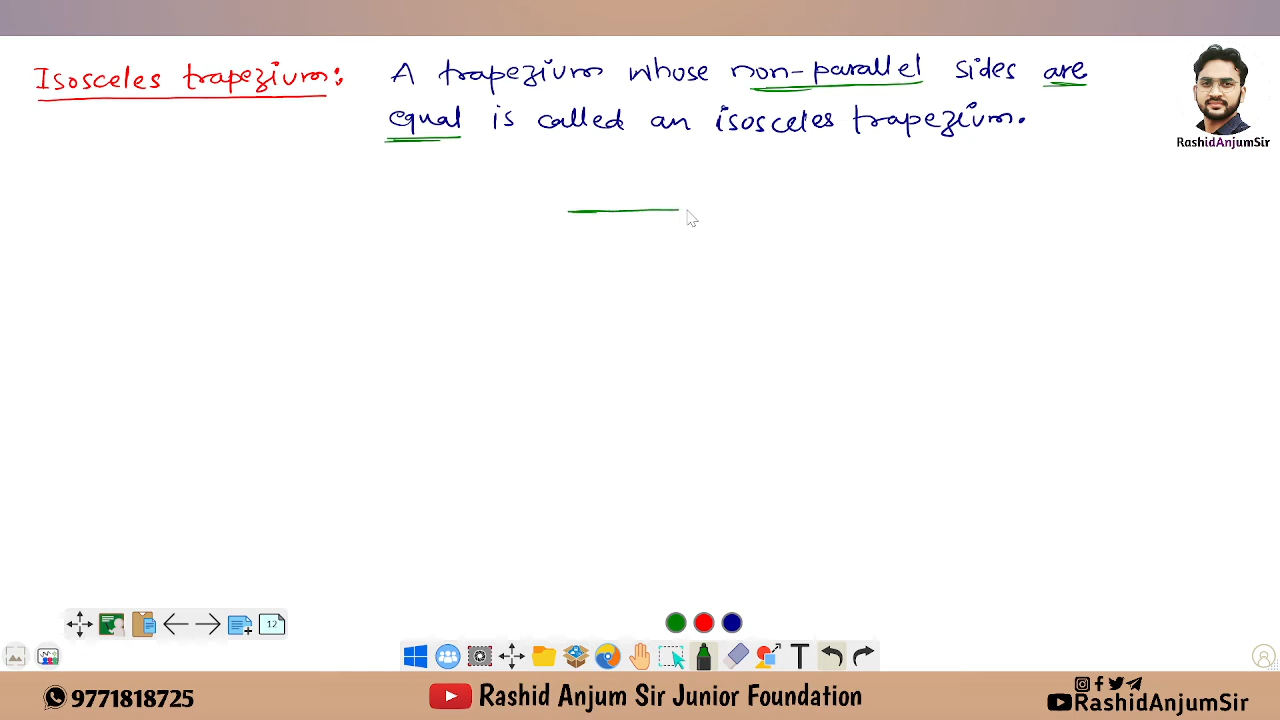 Isosceles trapezium: A trapezium whose non-parallel sides are
equal is called an isosceles trapezium.
RashidAnjumSir
12
T
9771818725
Rashid Anjum Sir Junior Foundation
RashidAnjumSir